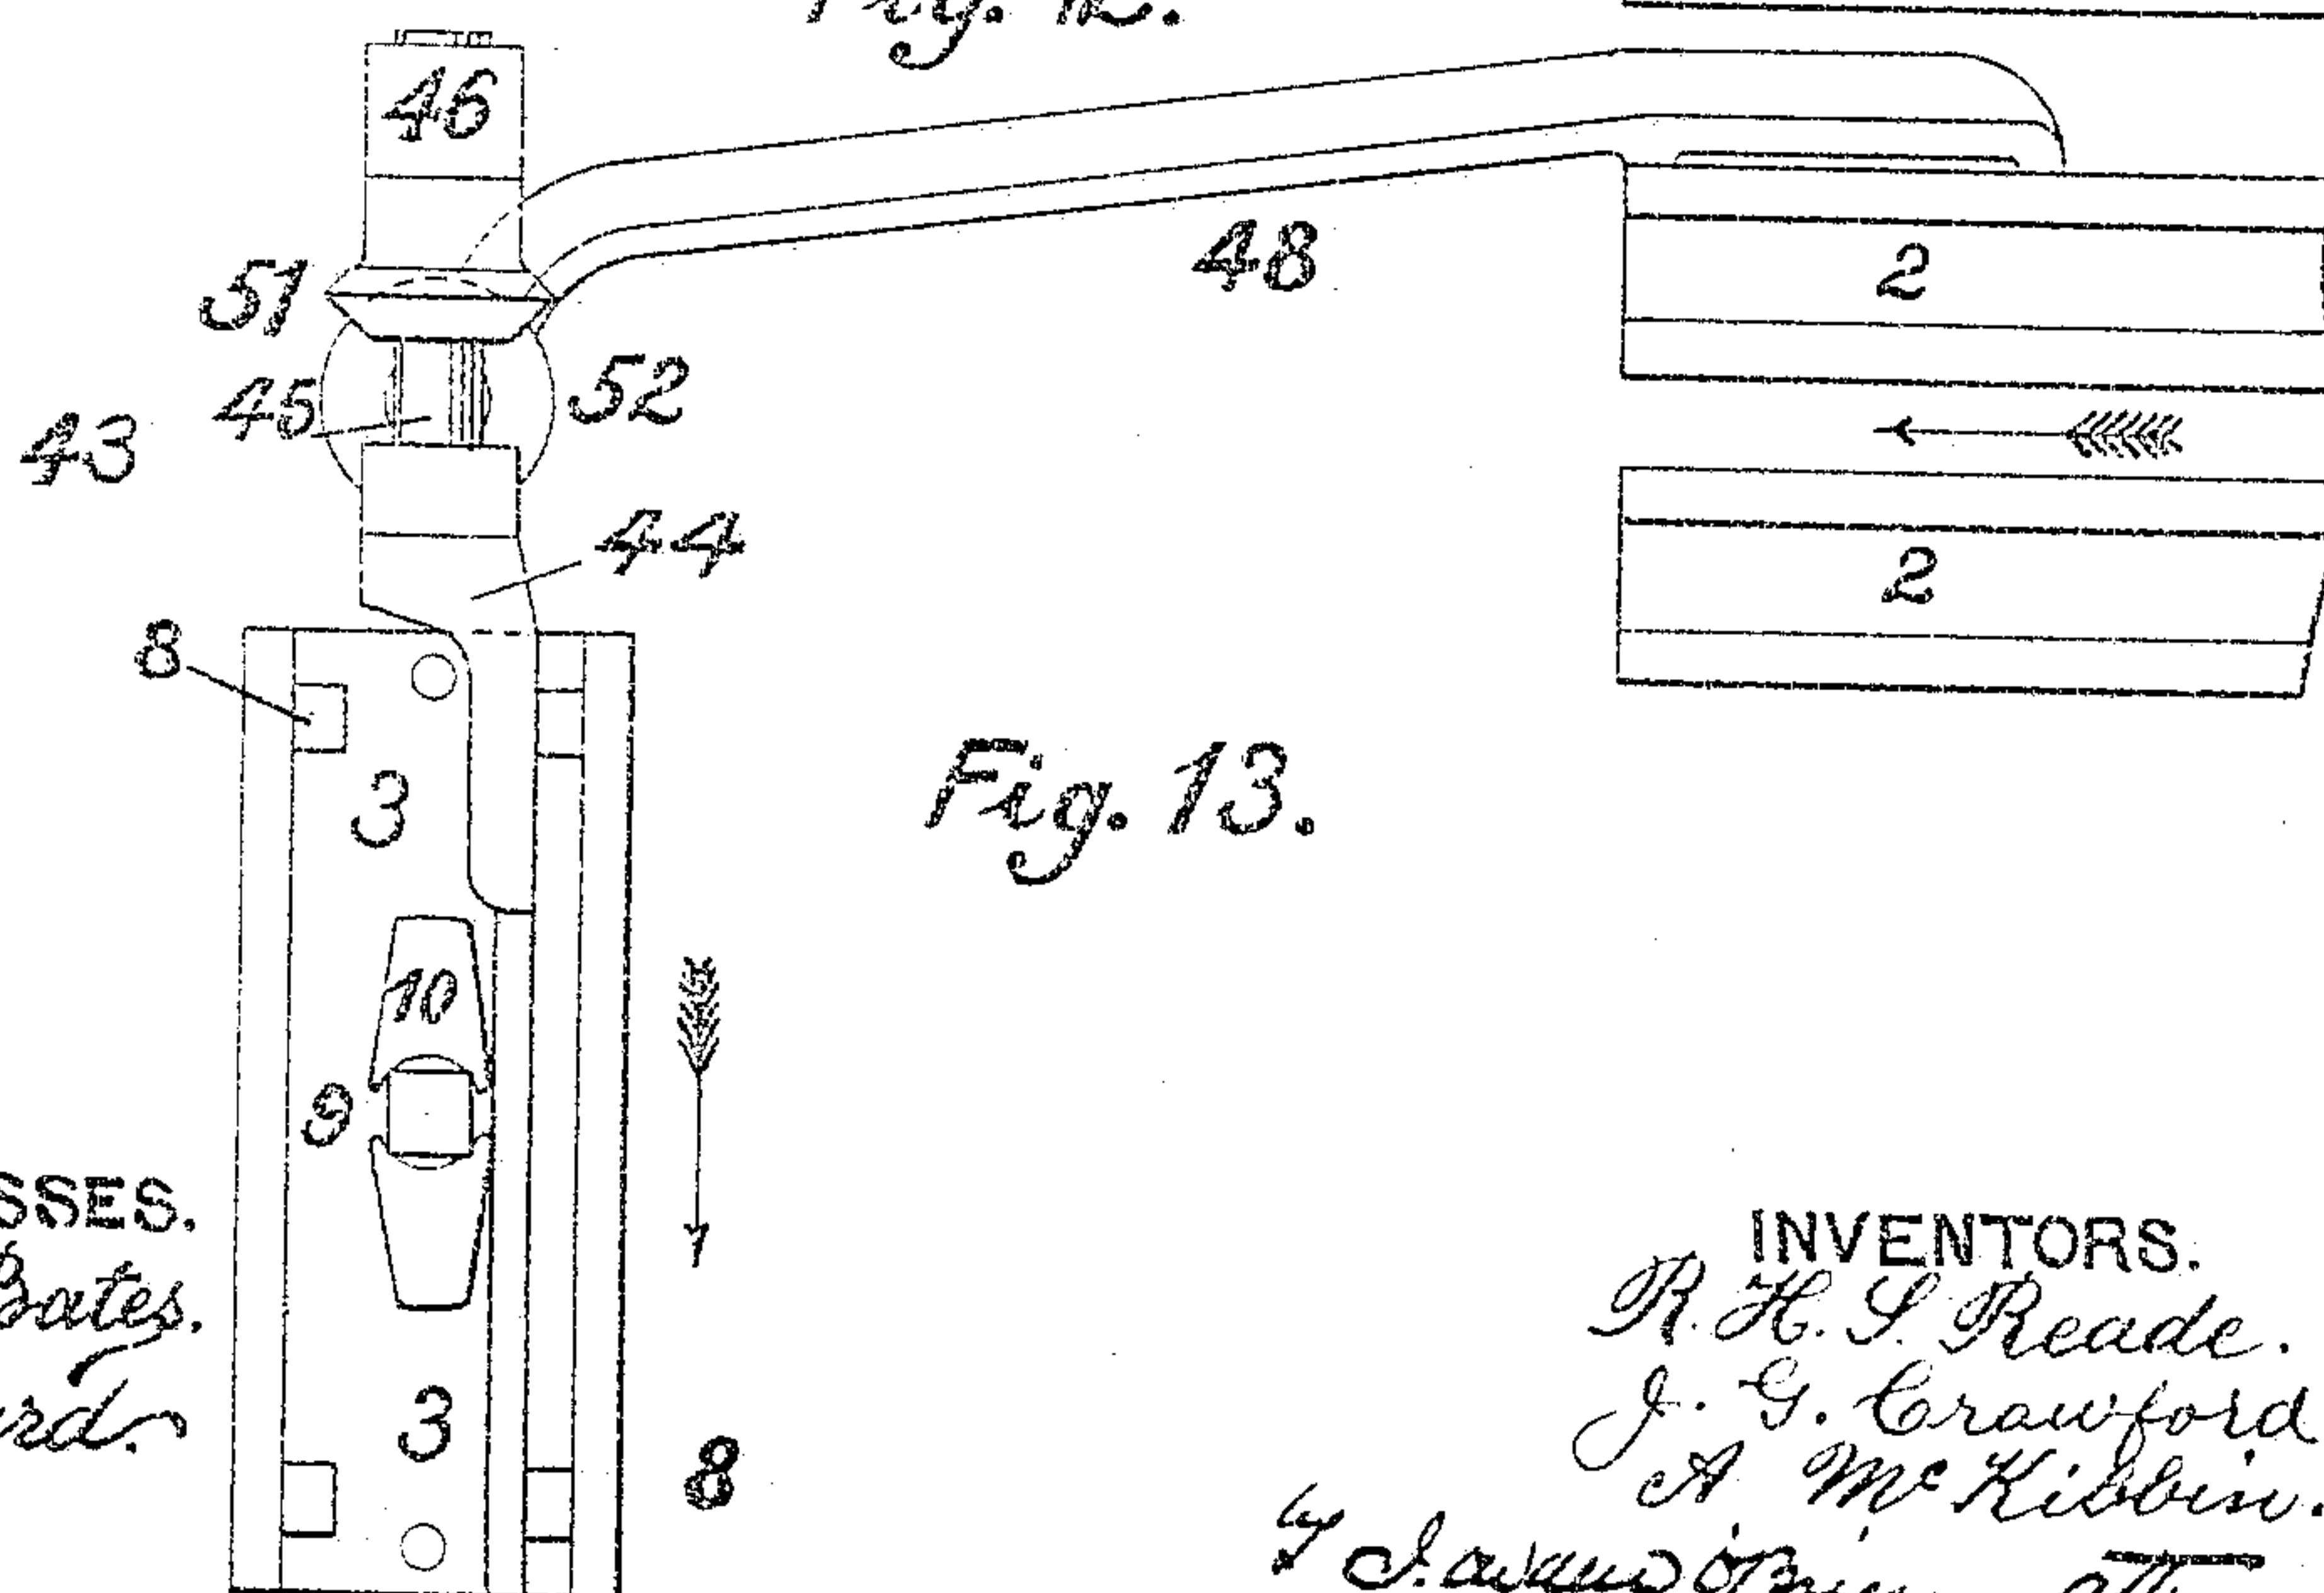 46
51
48
2
45
52
43
44
2
8
3
Fig. 13.
10
9
SSES.
INVENTORS.
Bates.
R. H. S. Reade.
J. G. Crawford
3
8
A. McKibbin.
by